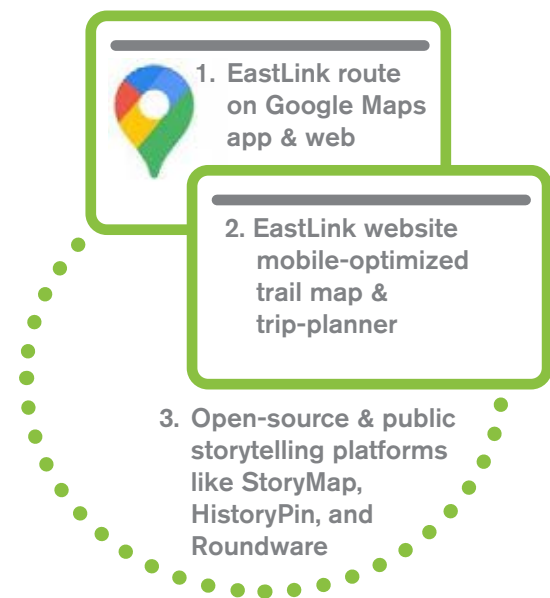 1. EastLink route
on Google Maps
app & web
2. EastLink website
mobile-optimized
trail map &
trip-planner
3. Open-source & public
storytelling platforms
like StoryMap,
HistoryPin, and
Roundware